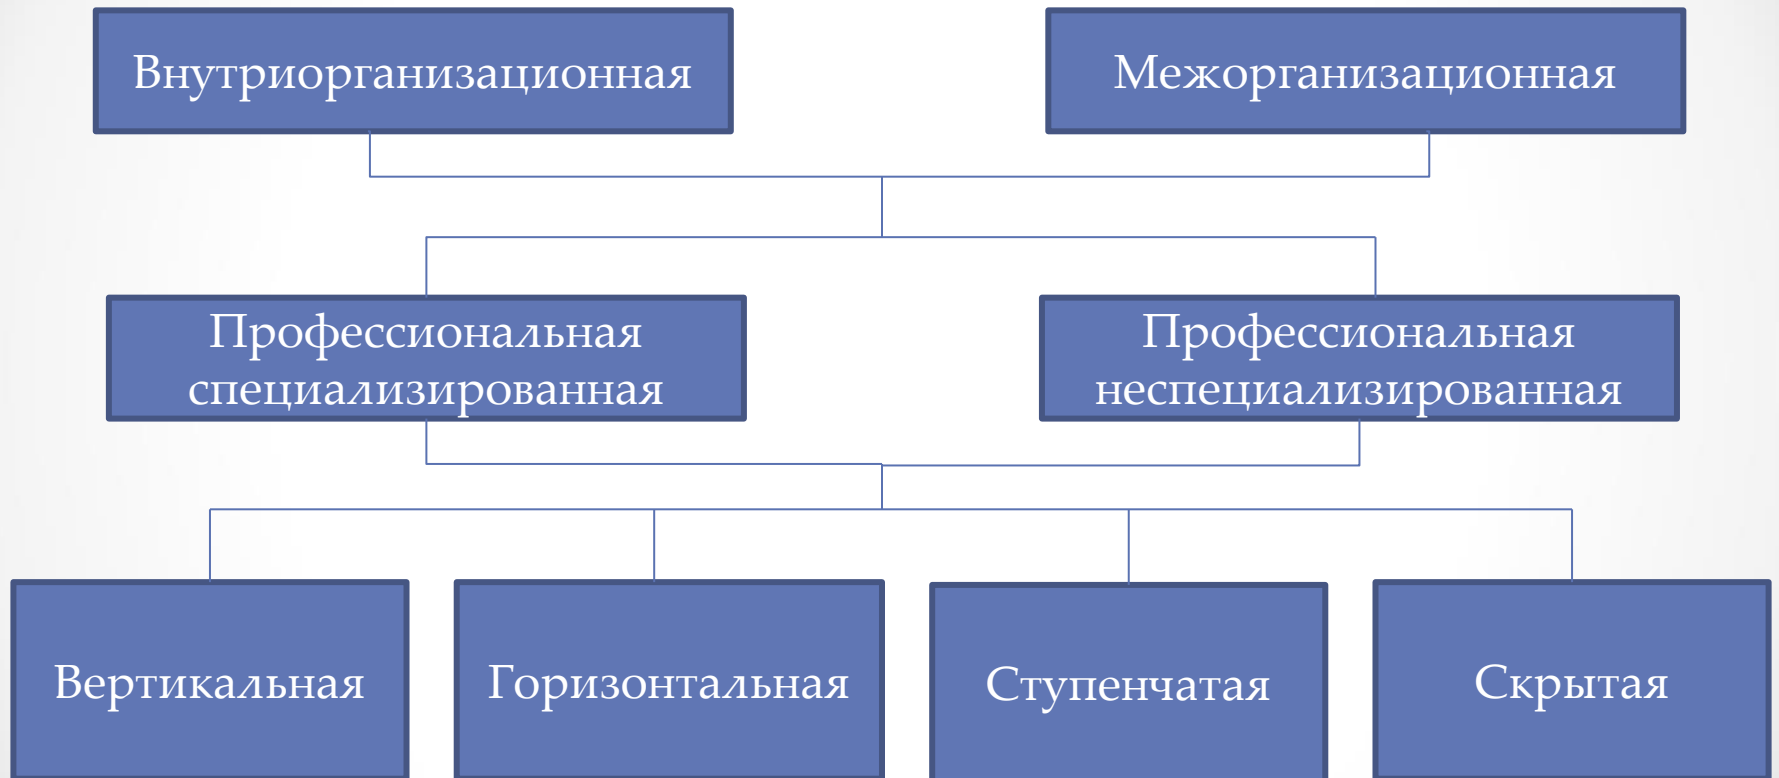 Внутриорганизационная
Межорганизационная
Профессиональная
специализированная
Профессиональная
неспециализированная
Вертикальная
Горизонтальная
Ступенчатая
Скрытая